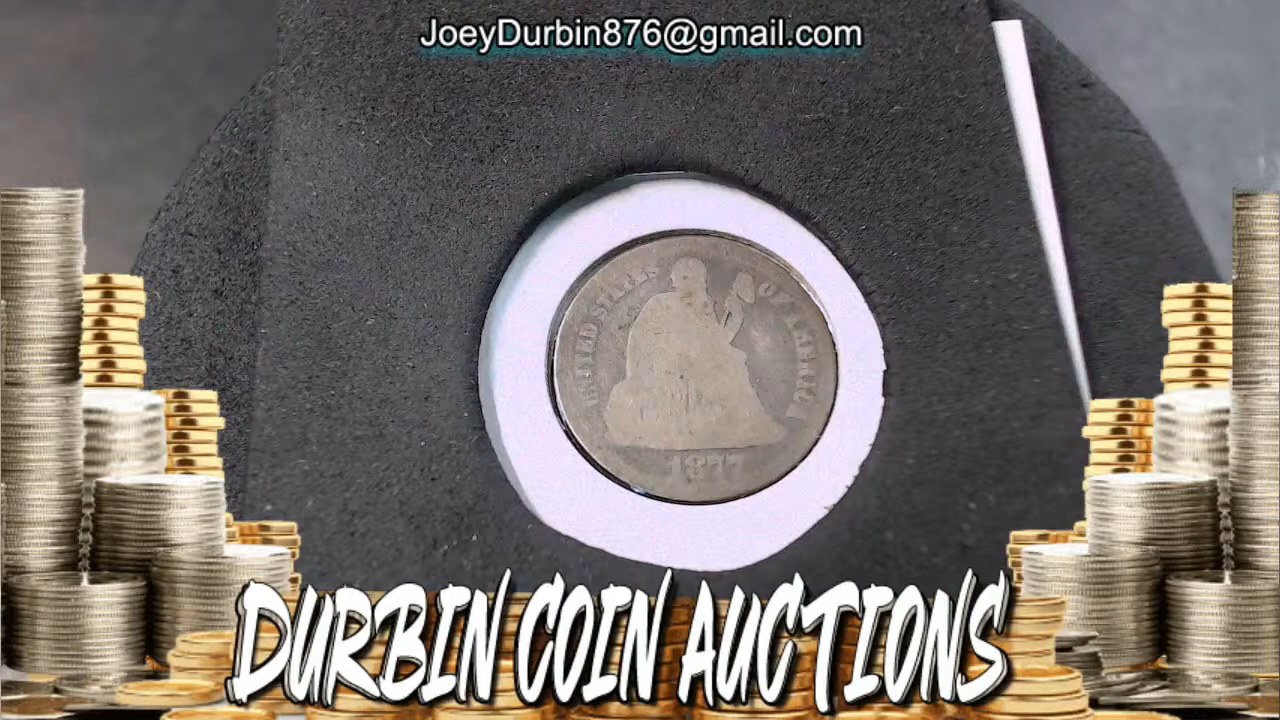 JoeyDurbin876@gmail.com
UNITED STATES OF AMERICA
1877
DURBIN COIN AUCTIONS